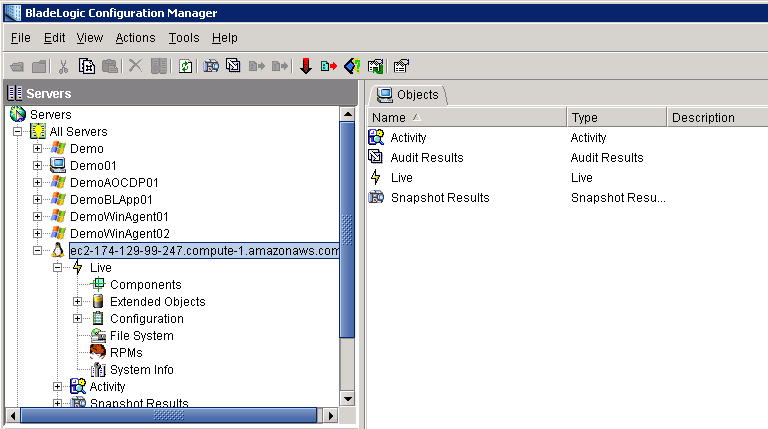 BladeLogic Configuration Manager
File Edit View Actions Tools Help
Servers
Servers
All Servers
Demo
Demo01
DemoAOCDP01
DemoBLApp01
DemoWinAgent01
DemoWinAgent02
ec2-174-129-99-247.compute-1.amazonaws.com
Live
Components
Extended Objects
Configuration
File System
RPMs
System Info
Activity
Snapshot Results
Objects
Name Type Description
Activity Activity
Audit Results Audit Results
Live Live
Snapshot Results Snapshot Resu...